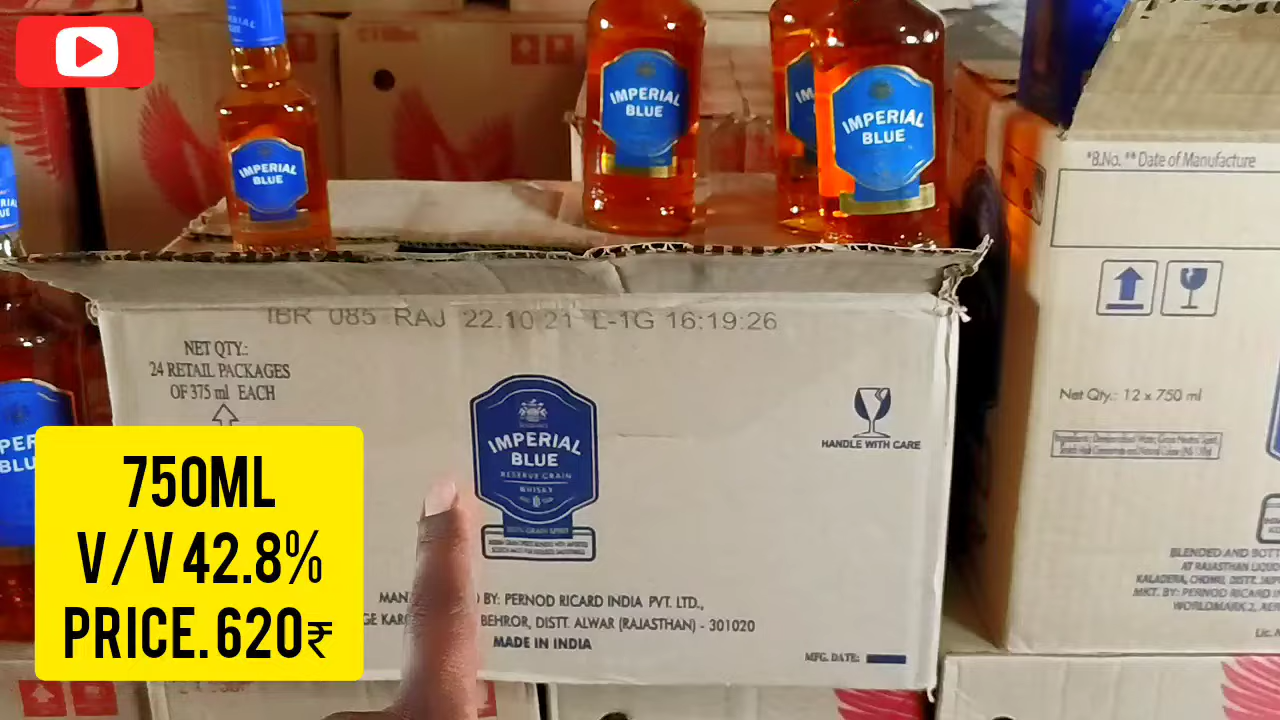 IMPERIAL
BLUE
IMPERIAL
BLUE
IMPERIAL
BLUE
*B.No. ** Date of Manufacture
IBR 085 RAJ 22.10 21 L-1G 16:19:26
NET QTY.:
24 RETAIL PACKAGES
OF 375 ml EACH
IMPERIAL
BLUE
RESERVE GRAIN
WHISKY
HANDLE WITH CARE
Net Qty.: 12 x 750 ml
750ML
V/V 42.8%
PRICE. 620₹
BY: PERNOD RICARD INDIA PVT. LTD.,
BEHROR, DISTT. ALWAR (RAJASTHAN) - 301020
MADE IN INDIA
MFG. DATE:
BLENDED AND BOTT
AT RAJASTHAN LIQUO
KALADERA, CHOMU, DISTT. JAIP
MKT. BY: PERNOD RICARD IN
WORLDMARK 2, AE
Lic.